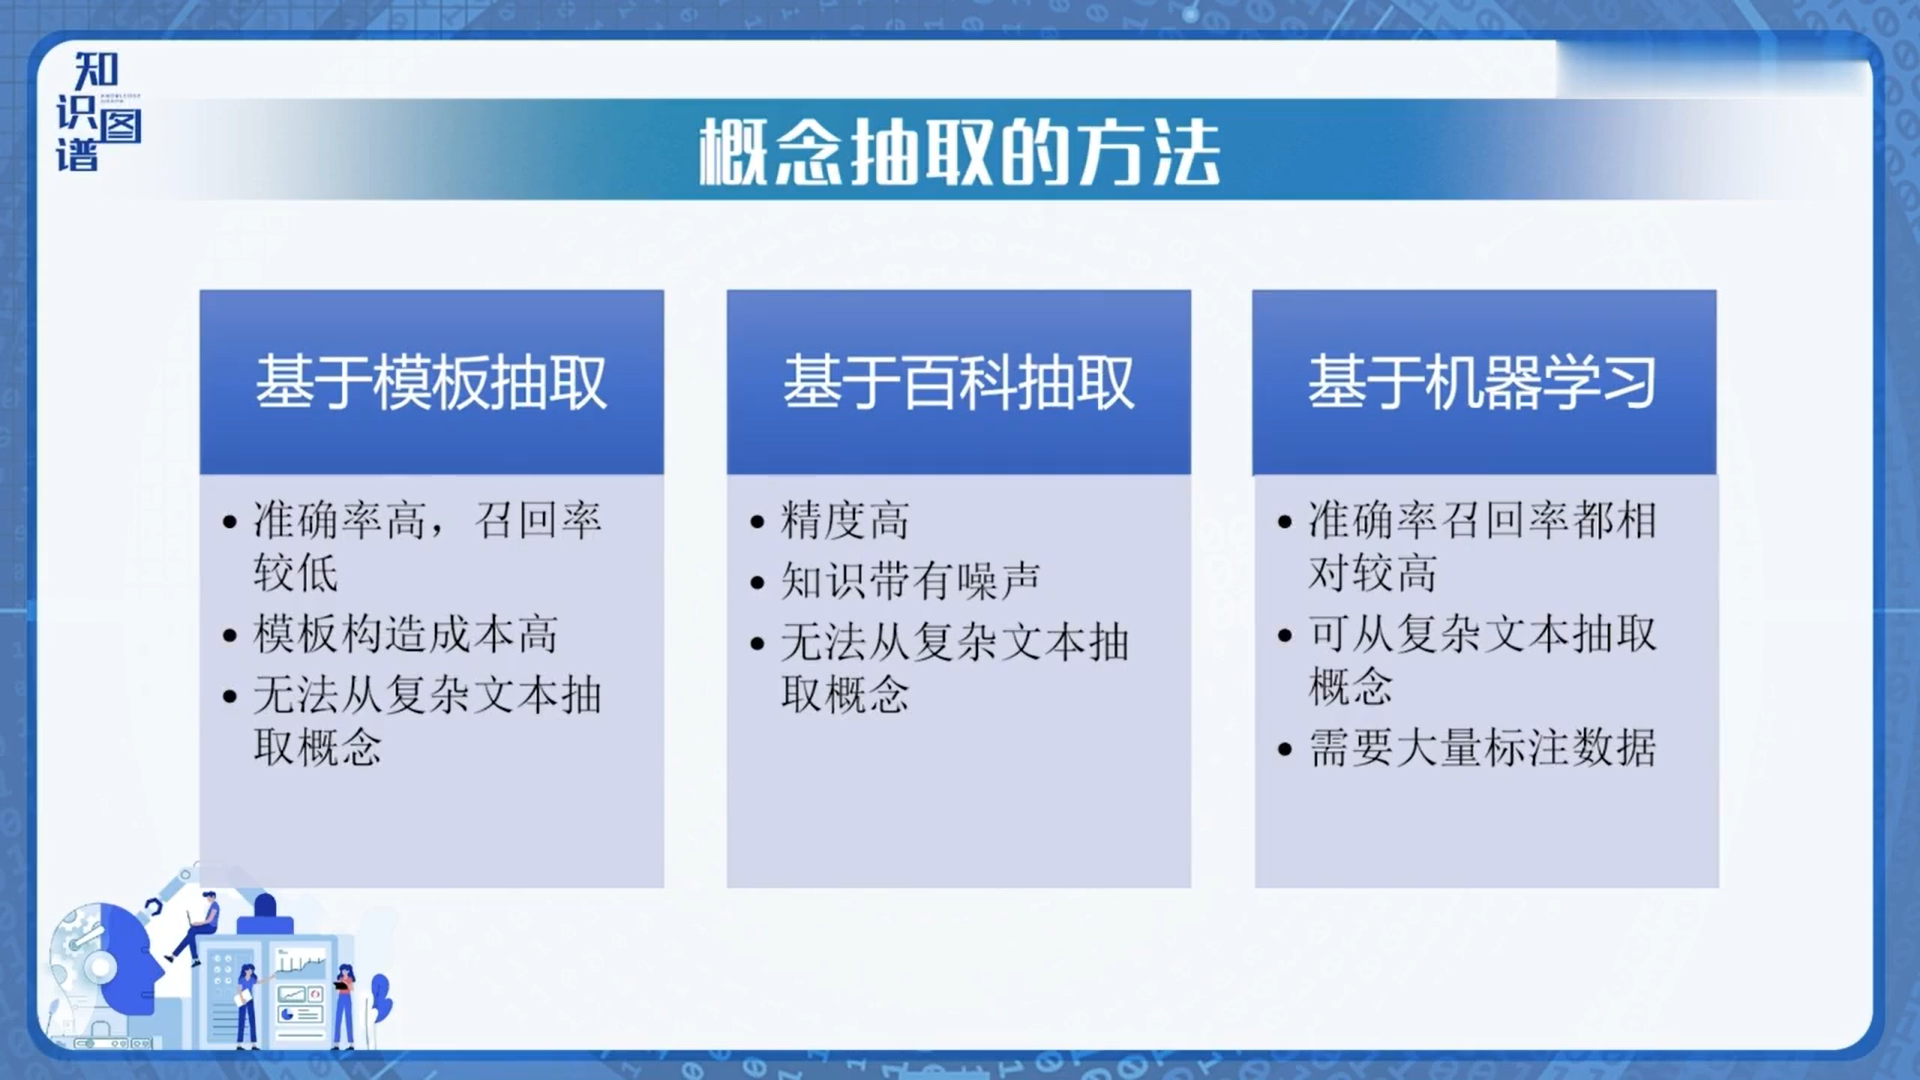 知
识图
谱
概念抽取的方法
基于模板抽取
• 准确率高，召回率
较低
• 模板构造成本高
• 无法从复杂文本抽
取概念
基于百科抽取
• 精度高
• 知识带有噪声
• 无法从复杂文本抽
取概念
基于机器学习
• 准确率召回率都相
对较高
• 可从复杂文本抽取
概念
• 需要大量标注数据